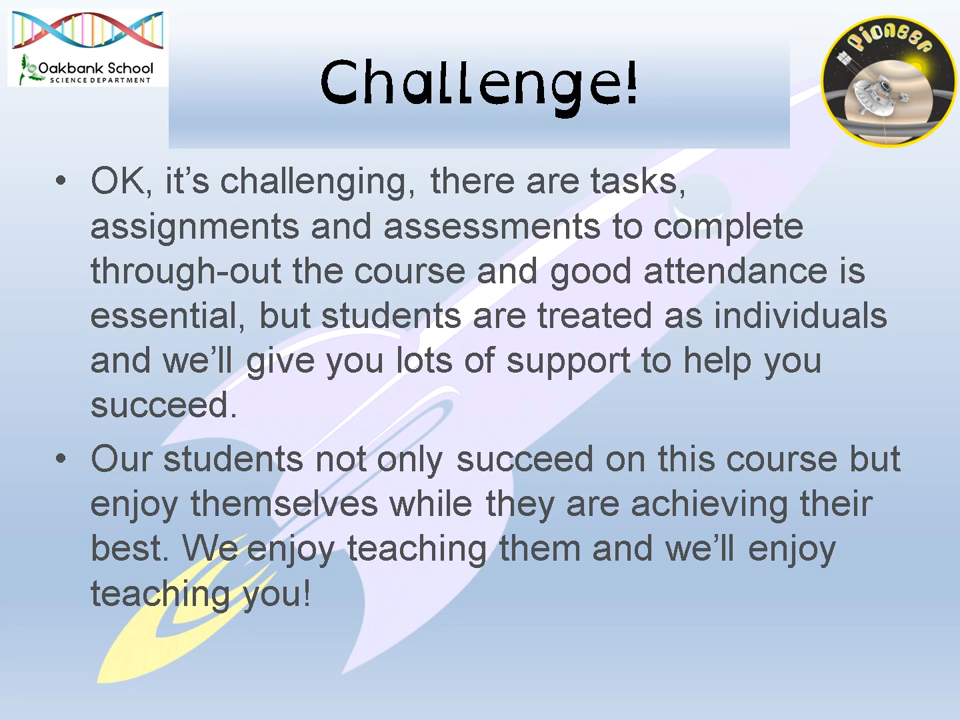 Oakbank School
SCIENCE DEPARTMENT
Pioneer
Challenge!
• OK, it's challenging, there are tasks,
assignments and assessments to complete
through-out the course and good attendance is
essential, but students are treated as individuals
and we'll give you lots of support to help you
succeed.
• Our students not only succeed on this course but
enjoy themselves while they are achieving their
best. We enjoy teaching them and we'll enjoy
teaching you!